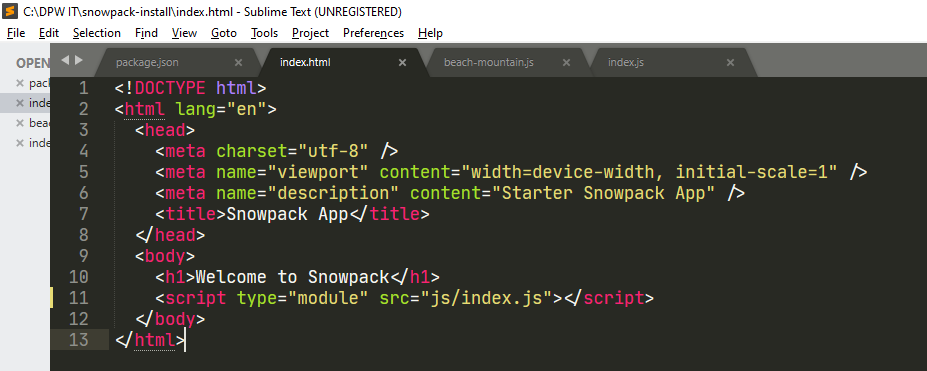 C:\DPW IT\snowpack-install\index.html - Sublime Text (UNREGISTERED)
File Edit Selection Find View Goto Tools Project Preferences Help
OPEN
package.json × index.html × beach-mountain.js × index.js ×
× pac
× inde
× bea
× inde
1 <!DOCTYPE html>
2 <html lang="en">
3 <head>
4 <meta charset="utf-8" />
5 <meta name="viewport" content="width=device-width, initial-scale=1" />
6 <meta name="description" content="Starter Snowpack App" />
7 <title>Snowpack App</title>
8 </head>
9 <body>
10 <h1>Welcome to Snowpack</h1>
11 <script type="module" src="js/index.js"></script>
12 </body>
13 </html>